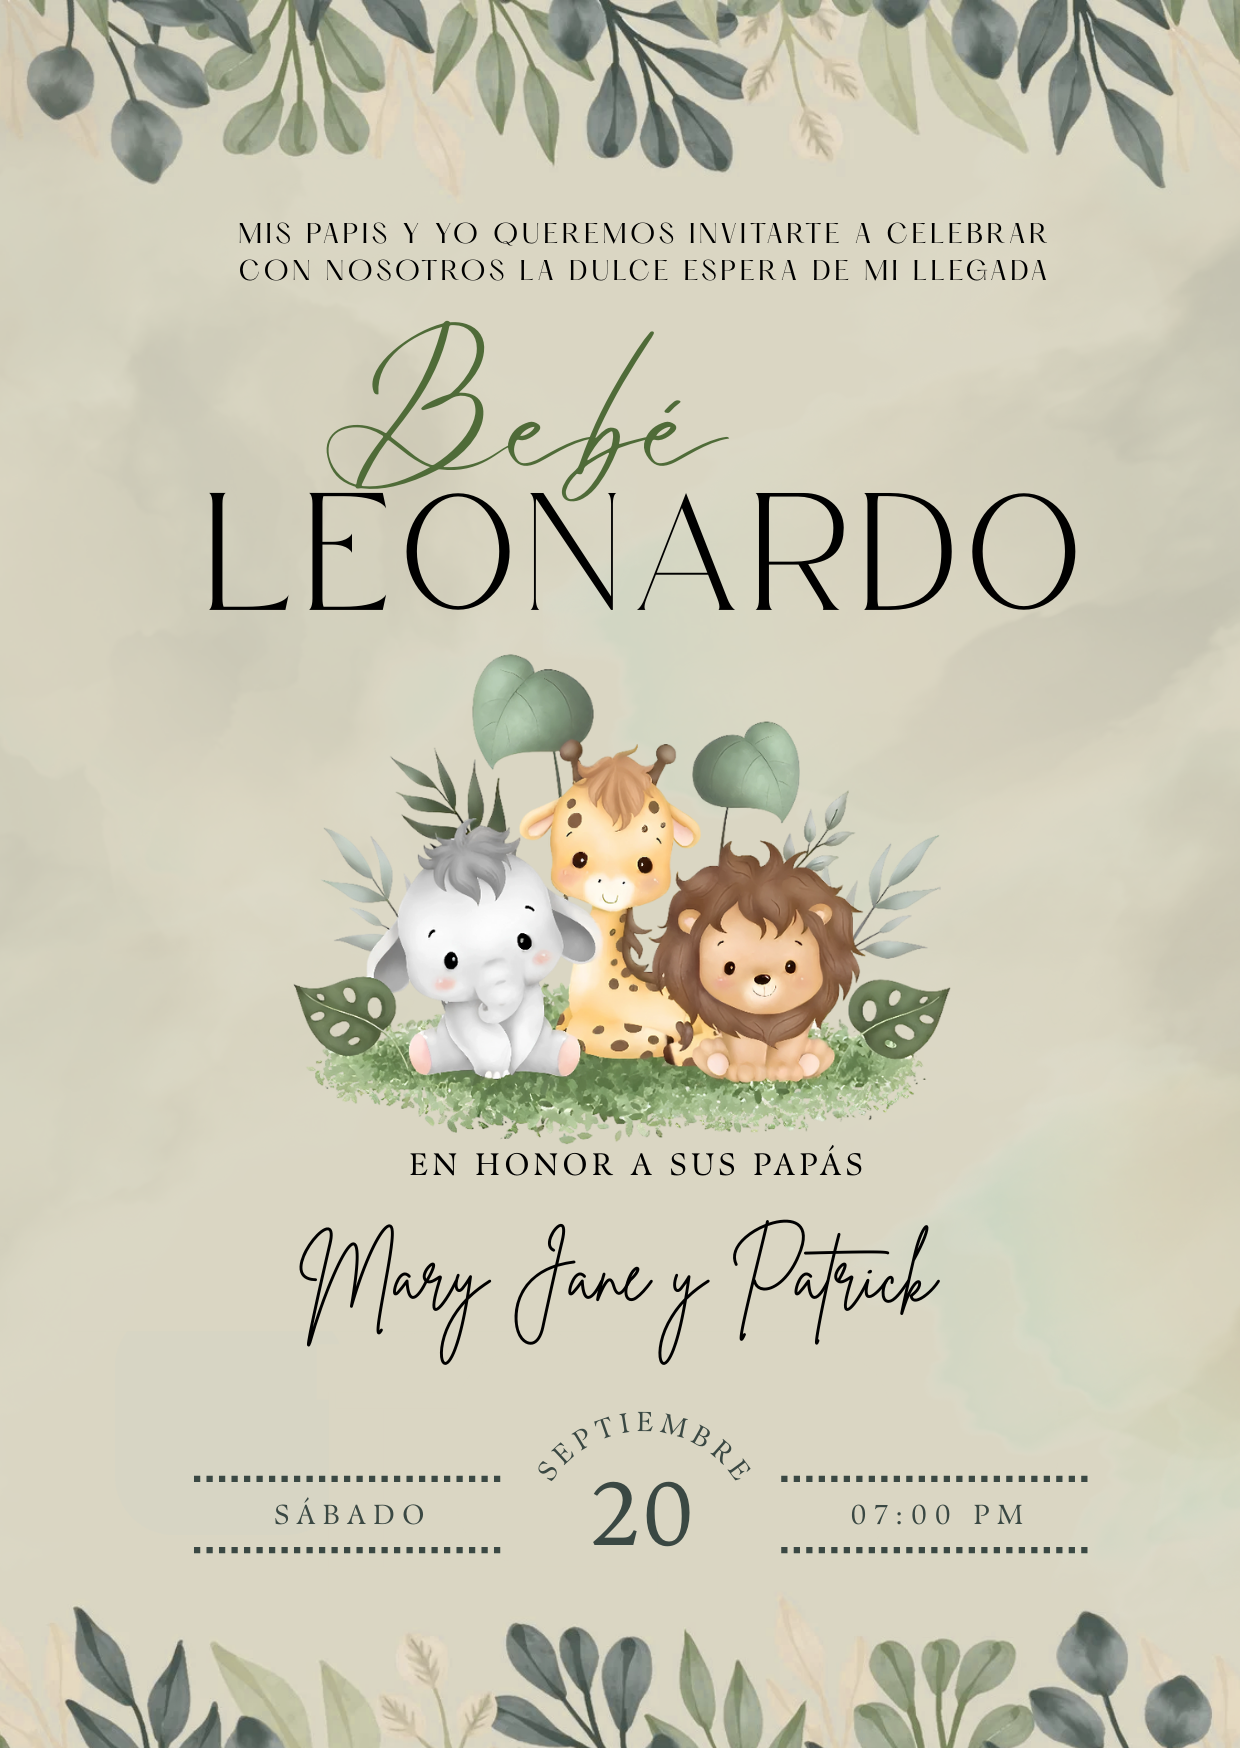 MIS PAPIS Y YO QUEREMOS INVITARTE A CELEBRAR
CON NOSOTROS LA DULCE ESPERA DE MI LLEGADA
Bebé
LEONARDO
EN HONOR A SUS PAPÁS
Mary Jane y Patrick
SEPTIEMBRE
SÁBADO
20
07:00 PM